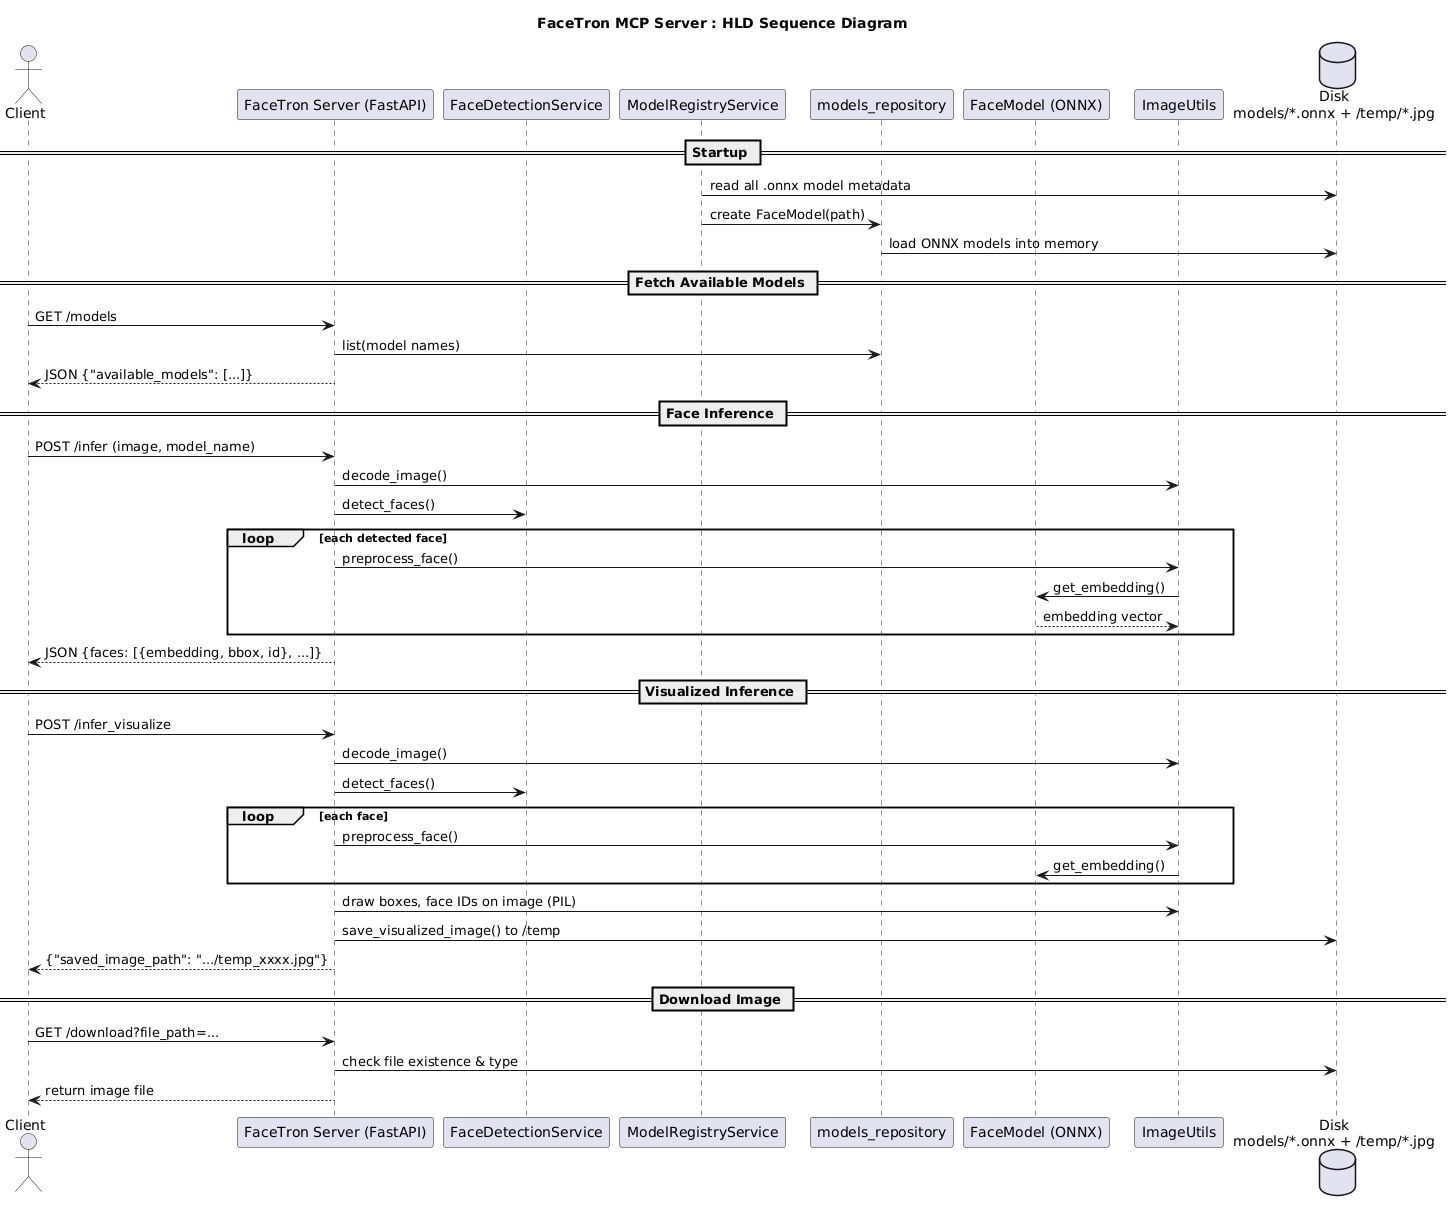 FaceTron MCP Server : HLD Sequence Diagram
Client
FaceTron Server (FastAPI)
FaceDetectionService
ModelRegistryService
models_repository
FaceModel (ONNX)
ImageUtils
Disk
models/*.onnx + /temp/*.jpg
Startup
read all .onnx model metadata
create FaceModel(path)
load ONNX models into memory
Fetch Available Models
GET /models
list(model names)
JSON {"available_models": [...]}
Face Inference
POST /infer (image, model_name)
decode_image()
detect_faces()
loop
[each detected face]
preprocess_face()
get_embedding()
embedding vector
JSON {faces: [{embedding, bbox, id}, ...]}
Visualized Inference
POST /infer_visualize
decode_image()
detect_faces()
loop
[each face]
preprocess_face()
get_embedding()
draw boxes, face IDs on image (PIL)
save_visualized_image() to /temp
{"saved_image_path": ".../temp_xxxx.jpg"}
Download Image
GET /download?file_path=...
check file existence & type
return image file
Client
FaceTron Server (FastAPI)
FaceDetectionService
ModelRegistryService
models_repository
FaceModel (ONNX)
ImageUtils
Disk
models/*.onnx + /temp/*.jpg